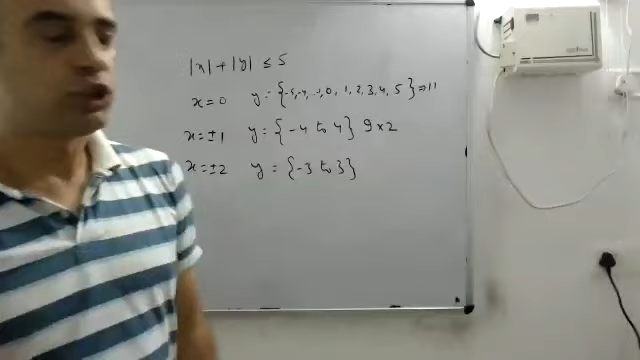 |x| + |y| ≤ 5
x = 0 y = {-5, -4, ..., 0, 1, 2, 3, 4, 5} ⇒ 11
x = ±1 y = {-4 to 4} 9 × 2
x = ±2 y = {-3 to 3}